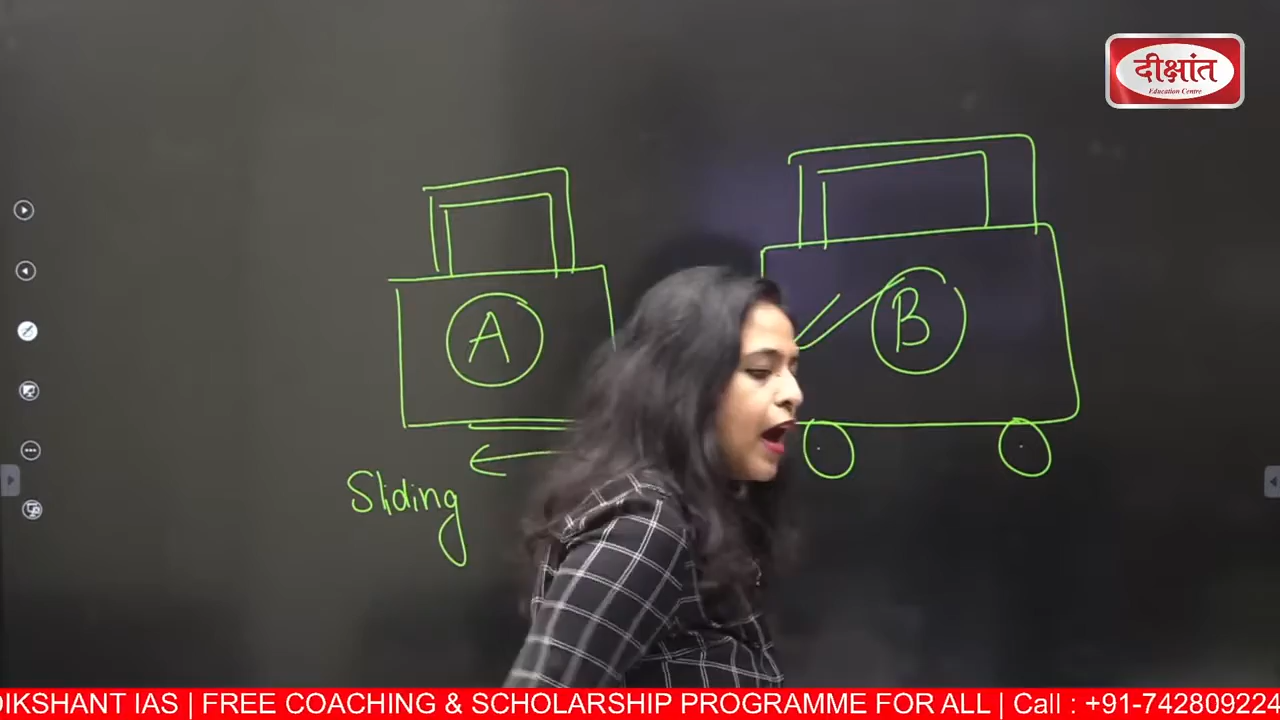 दीक्षांत
Education Centre
A
B
Sliding
DIKSHANT IAS | FREE COACHING & SCHOLARSHIP PROGRAMME FOR ALL | Call : +91-742809224